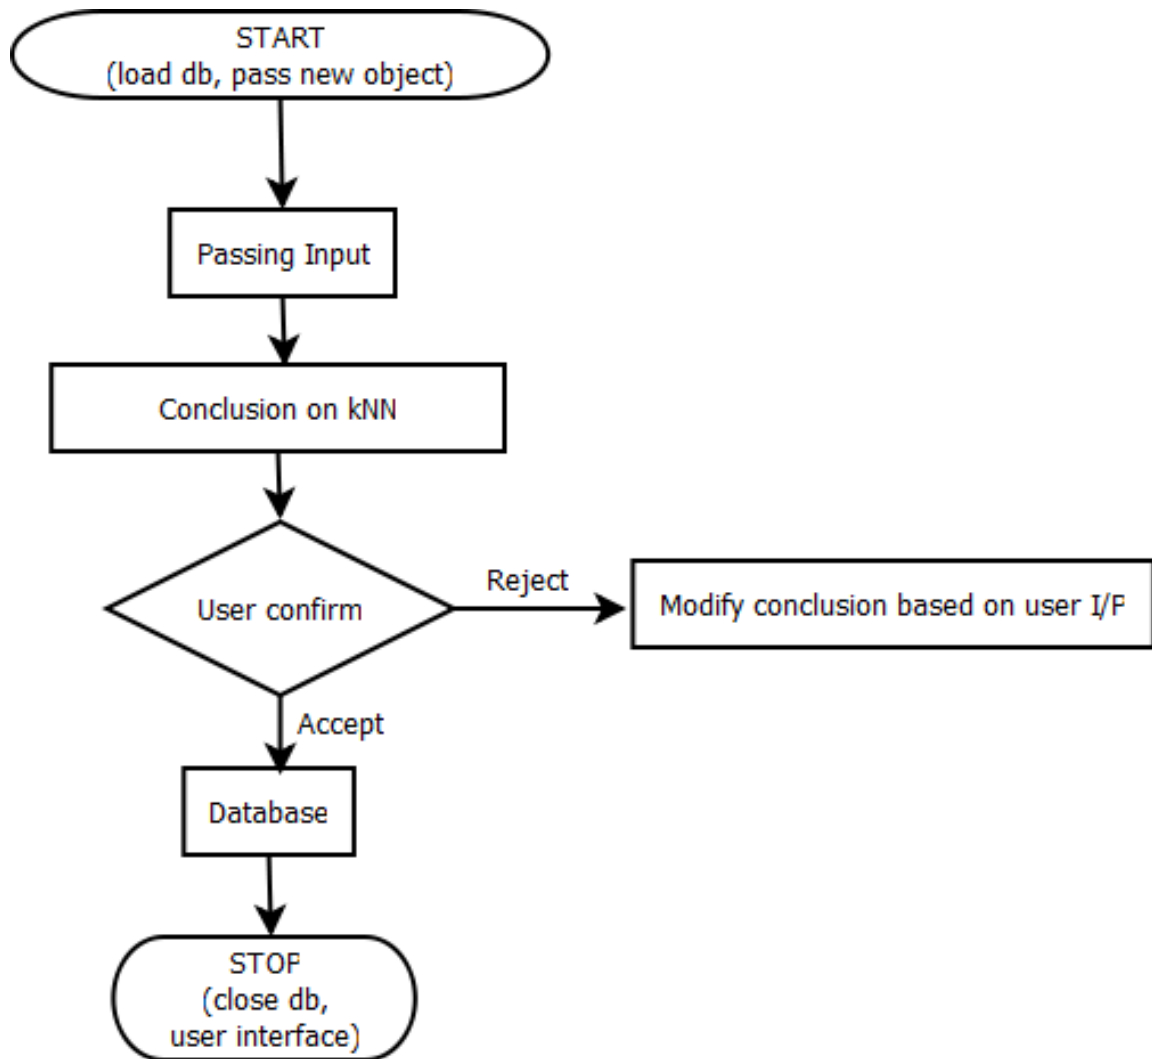 START
(load db, pass new object)
Passing Input
Conclusion on kNN
User confirm
Reject
Modify conclusion based on user I/P
Accept
Database
STOP
(close db,
user interface)